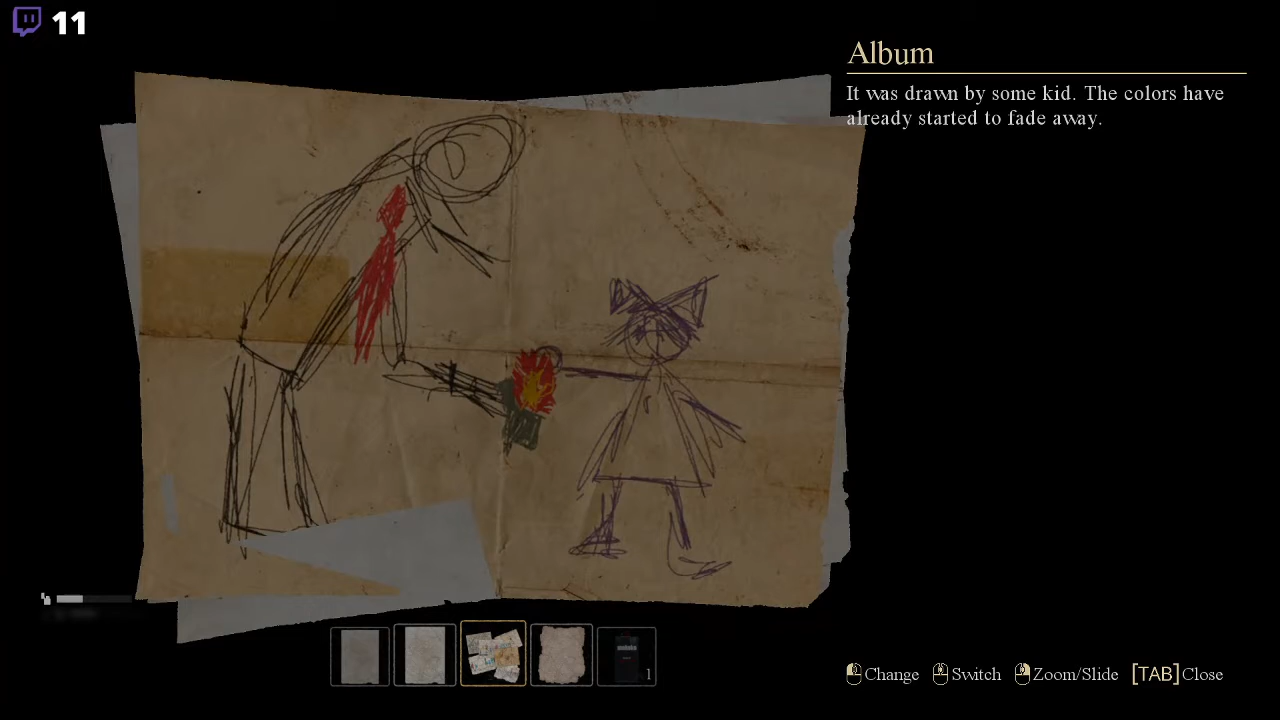 11
Album
It was drawn by some kid. The colors have
already started to fade away.
1
Change Switch Zoom/Slide [TAB] Close